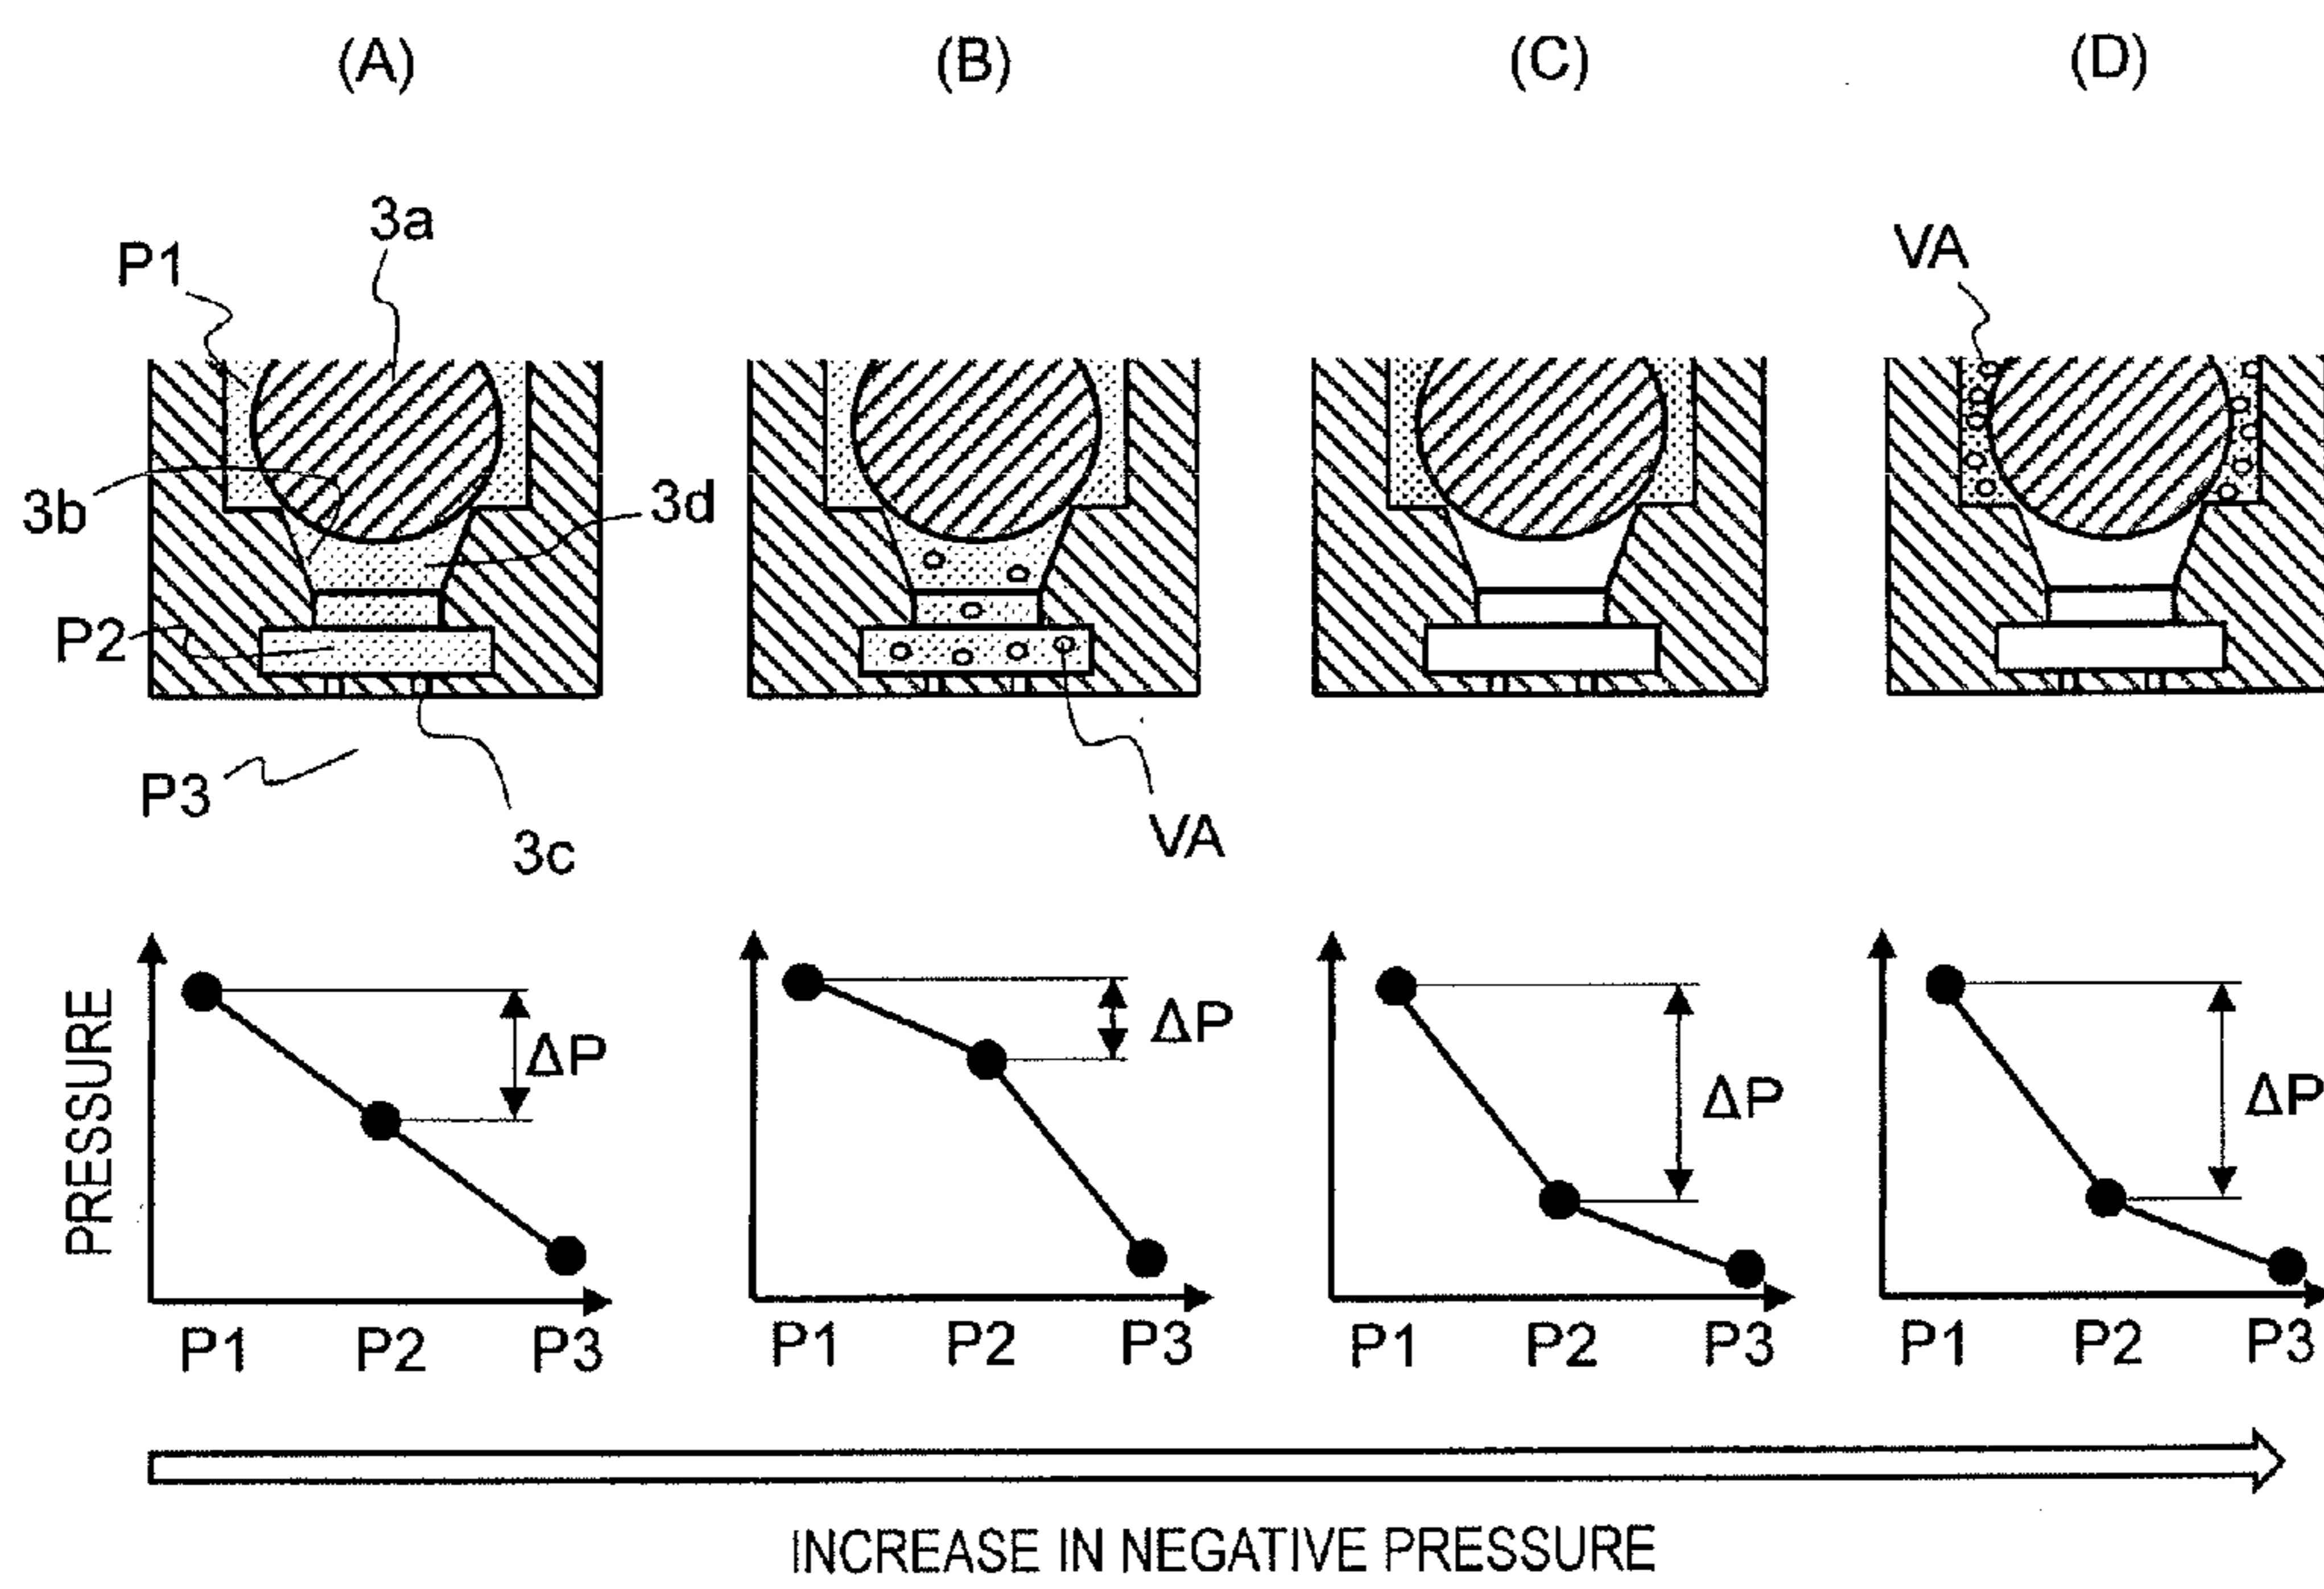 (A) (B) (C) (D)
3a
P1
VA
3b
3d
P2
P3
3c
VA
PRESSURE
ΔP ΔP ΔP ΔP
P1 P2 P3 P1 P2 P3 P1 P2 P3 P1 P2 P3
INCREASE IN NEGATIVE PRESSURE